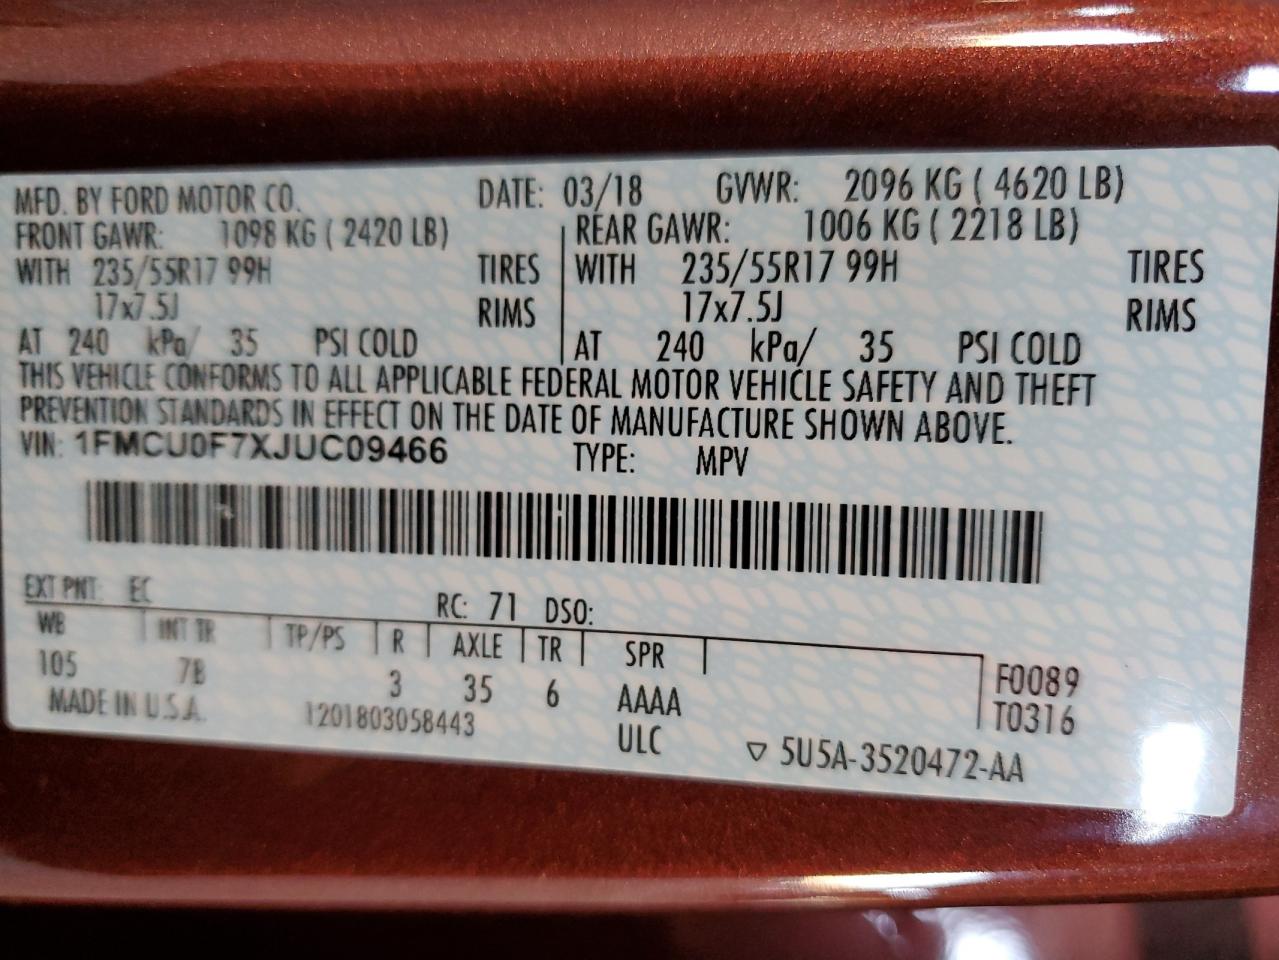 MFD. BY FORD MOTOR CO. DATE: 03/18 GVWR: 2096 KG ( 4620 LB)
FRONT GAWR: 1098 KG ( 2420 LB) REAR GAWR: 1006 KG ( 2218 LB)
WITH 235/55R17 99H TIRES WITH 235/55R17 99H TIRES
17x7.5J RIMS 17x7.5J RIMS
AT 240 kPa/ 35 PSI COLD AT 240 kPa/ 35 PSI COLD
THIS VEHICLE CONFORMS TO ALL APPLICABLE FEDERAL MOTOR VEHICLE SAFETY AND THEFT
PREVENTION STANDARDS IN EFFECT ON THE DATE OF MANUFACTURE SHOWN ABOVE.
VIN: 1FMCU0F7XJUC09466 TYPE: MPV
EXT PNT: EC RC: 71 DSO:
WB INT TR TP/PS R AXLE TR SPR
105 7B 3 35 6 AAAA F0089
MADE IN U.S.A. 1201803058443 ULC T0316
▽ 5U5A-3520472-AA